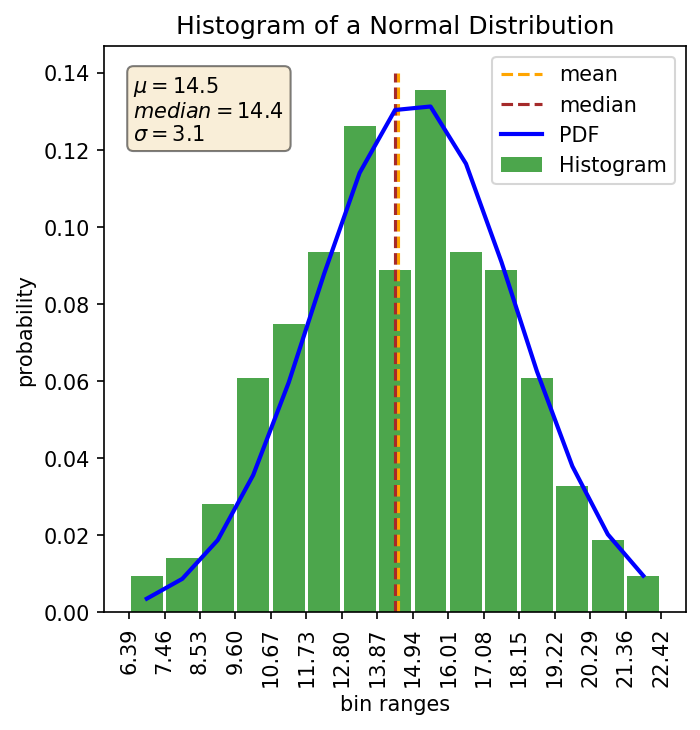 Histogram of a Normal Distribution
μ = 14.5
median = 14.4
σ = 3.1
mean
median
PDF
Histogram
probability
0.14
0.12
0.10
0.08
0.06
0.04
0.02
0.00
6.39
7.46
8.53
9.60
10.67
11.73
12.80
13.87
14.94
16.01
17.08
18.15
19.22
20.29
21.36
22.42
bin ranges